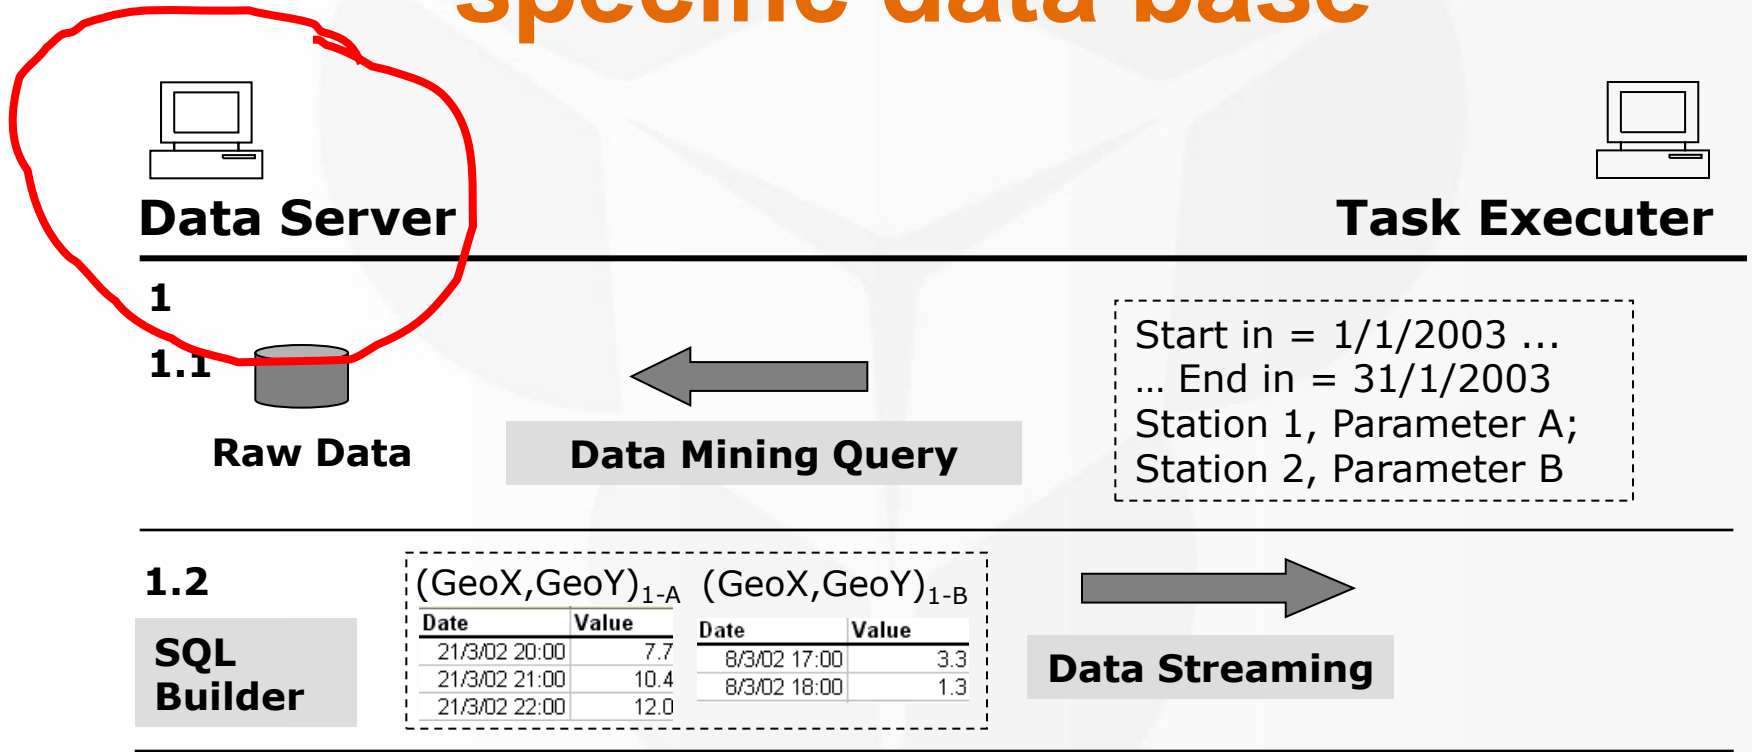 specific data base
Data Server
Task Executer
1
1.1
Raw Data
Data Mining Query
Start in = 1/1/2003 ...
... End in = 31/1/2003
Station 1, Parameter A;
Station 2, Parameter B
1.2
SQL
Builder
(GeoX,GeoY)1-A
Date Value
21/3/02 20:00 7.7
21/3/02 21:00 10.4
21/3/02 22:00 12.0
(GeoX,GeoY)1-B
Date Value
8/3/02 17:00 3.3
8/3/02 18:00 1.3
Data Streaming